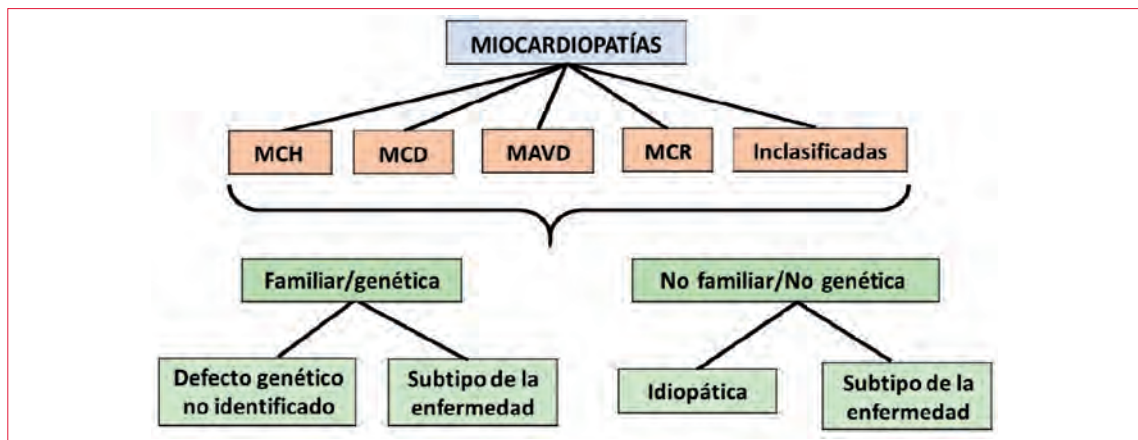 MIOCARDIOPATÍAS
MCH
MCD
MAVD
MCR
Inclasificadas
Familiar/genética
No familiar/No genética
Defecto genético
no identificado
Subtipo de la
enfermedad
Idiopática
Subtipo de la
enfermedad